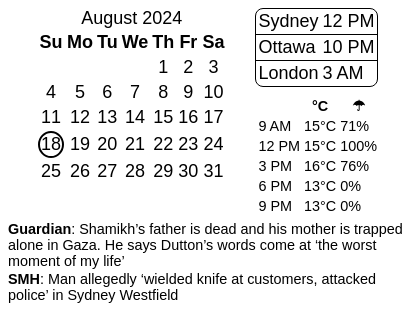 August 2024
Su Mo Tu We Th Fr Sa
1 2 3
4 5 6 7 8 9 10
11 12 13 14 15 16 17
18 19 20 21 22 23 24
25 26 27 28 29 30 31
Sydney 12 PM
Ottawa 10 PM
London 3 AM
°C ☂
9 AM 15°C 71%
12 PM 15°C 100%
3 PM 16°C 76%
6 PM 13°C 0%
9 PM 13°C 0%
Guardian: Shamikh’s father is dead and his mother is trapped
alone in Gaza. He says Dutton’s words come at ‘the worst
moment of my life’
SMH: Man allegedly ‘wielded knife at customers, attacked
police’ in Sydney Westfield